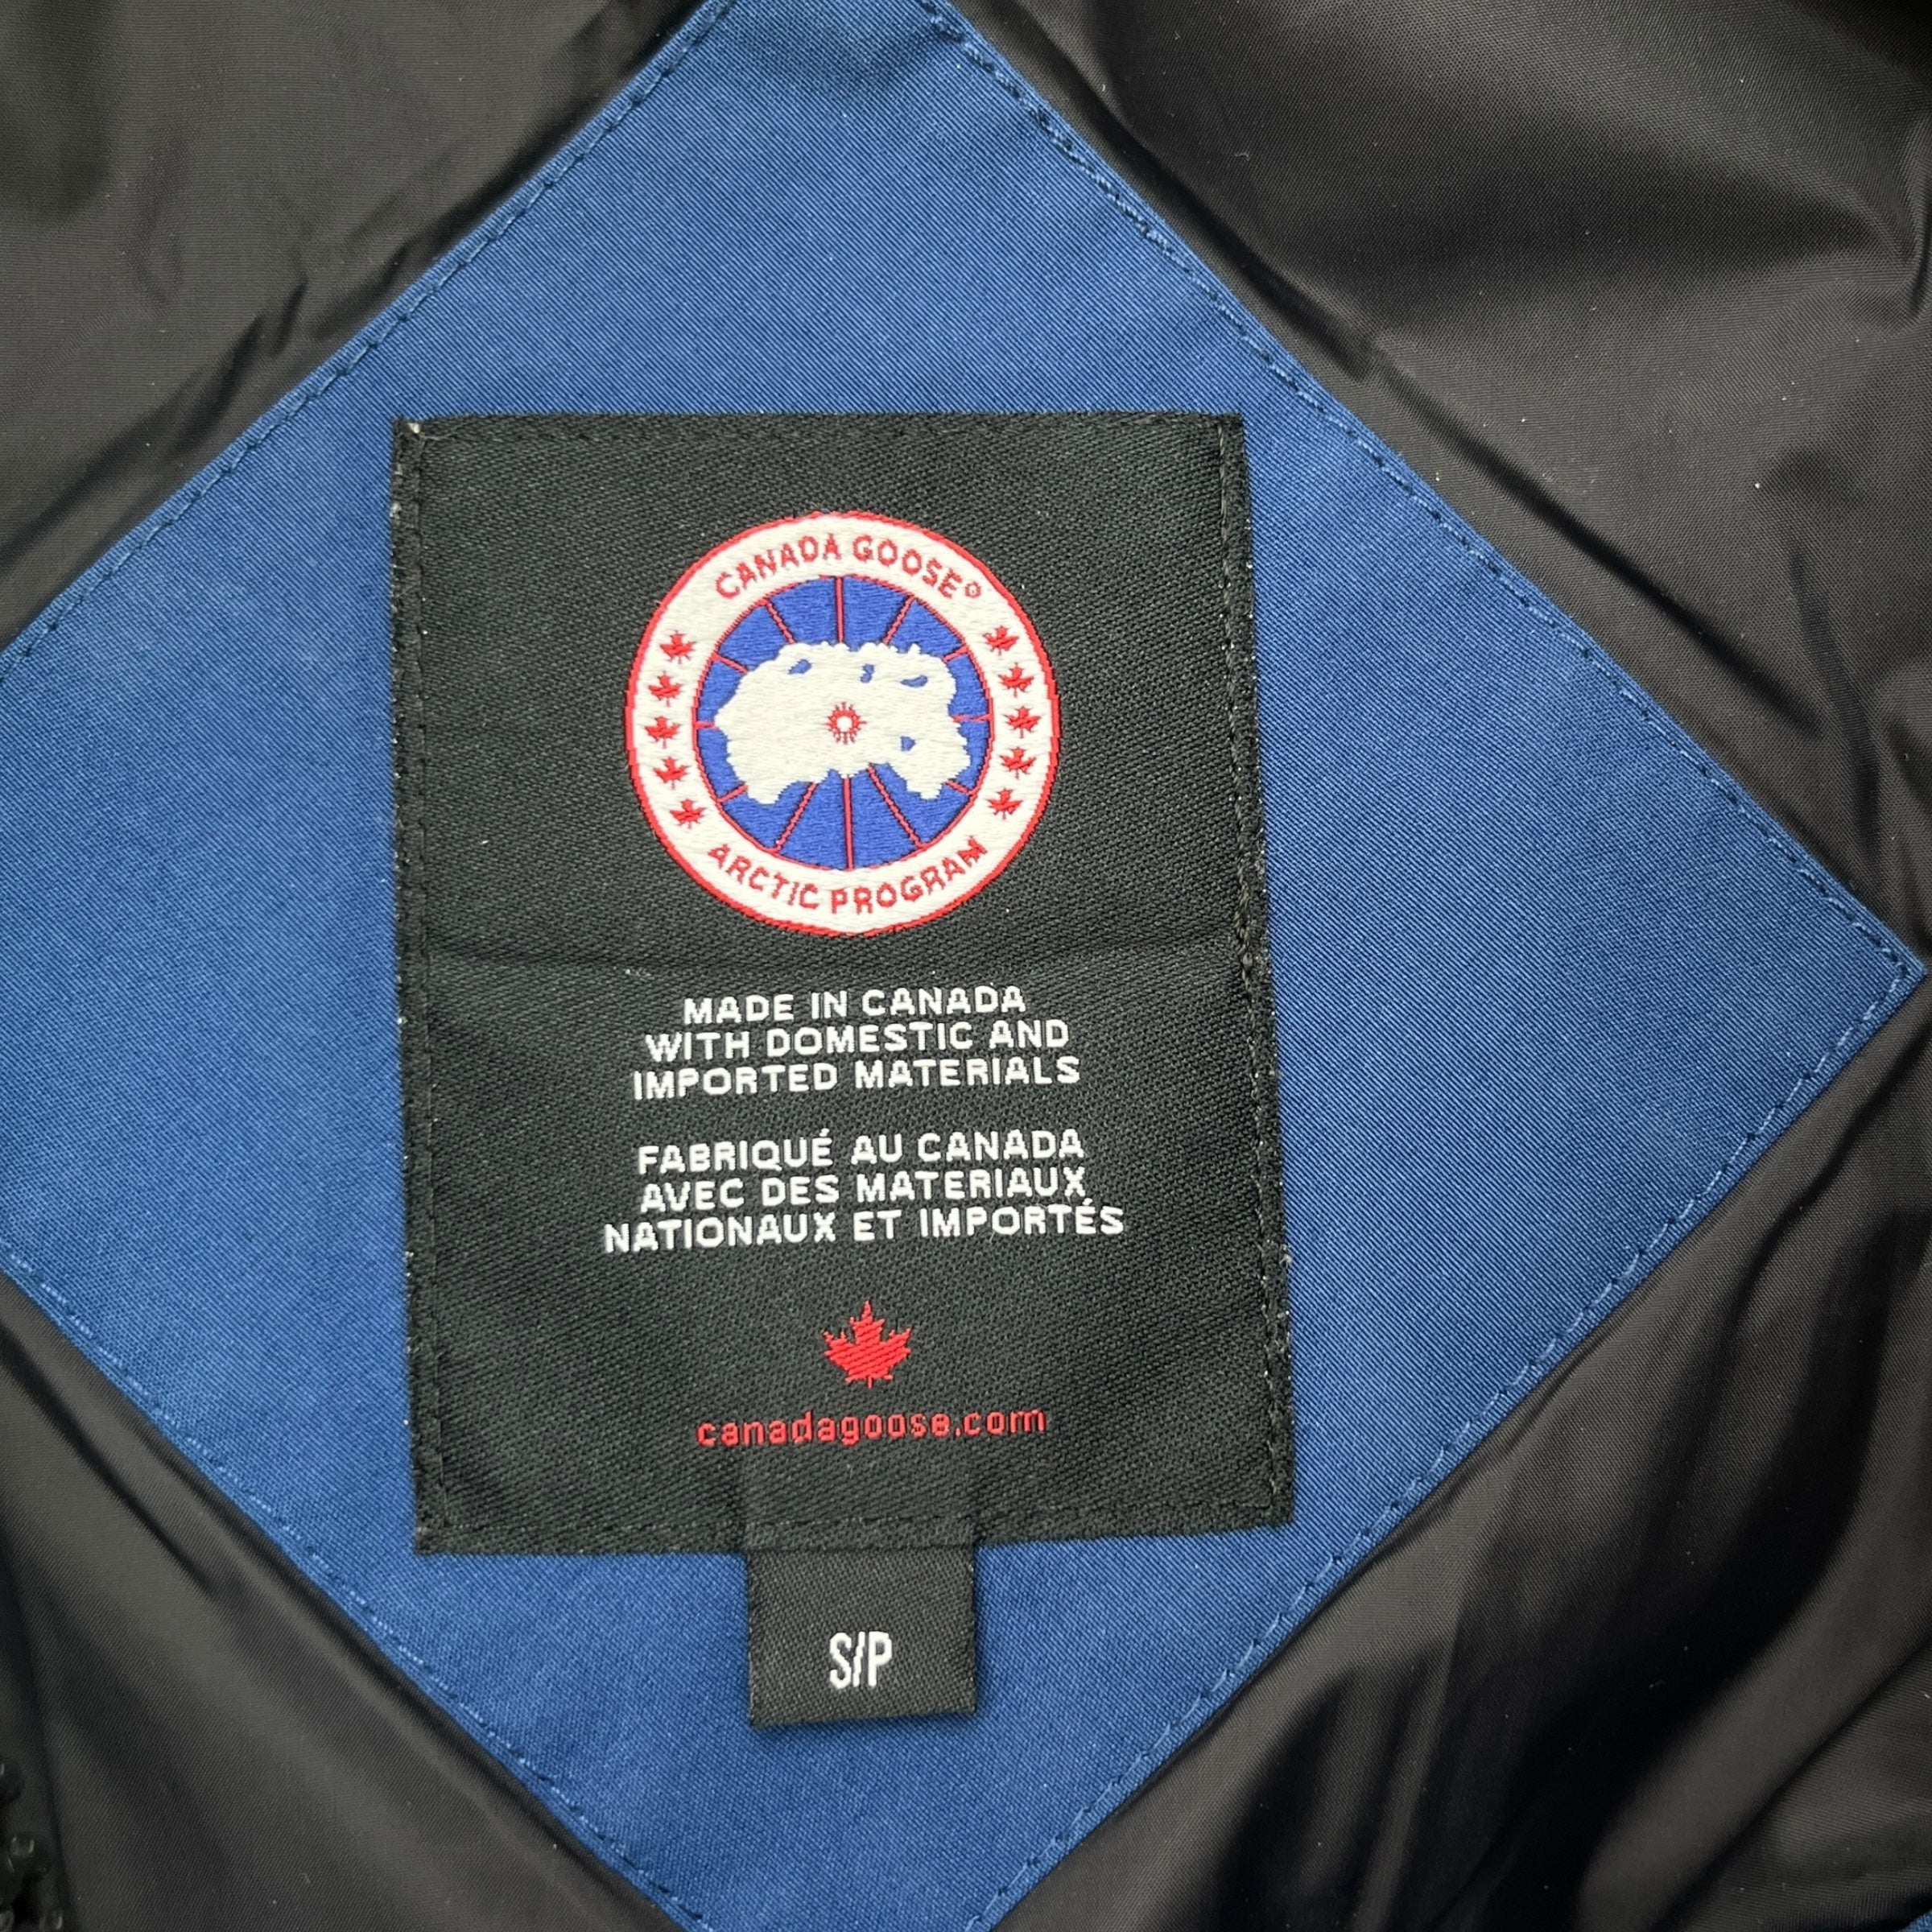 CANADA GOOSE®
ARCTIC PROGRAM
MADE IN CANADA
WITH DOMESTIC AND
IMPORTED MATERIALS
FABRIQUÉ AU CANADA
AVEC DES MATERIAUX
NATIONAUX ET IMPORTÉS
canadagoose.com
S/P